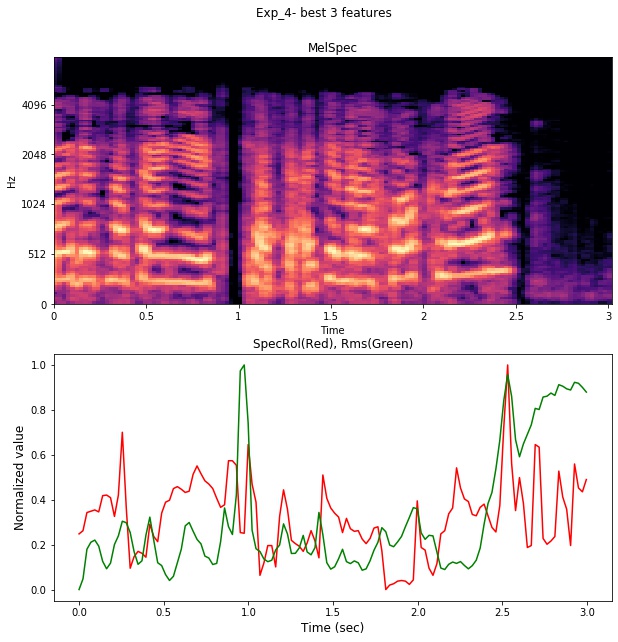 Exp_4- best 3 features
MelSpec
4096
2048
1024
512
0
Hz
0 0.5 1 1.5 2 2.5 3
Time
SpecRol(Red), Rms(Green)
1.0
0.8
0.6
0.4
0.2
0.0
Normalized value
0.0 0.5 1.0 1.5 2.0 2.5 3.0
Time (sec)